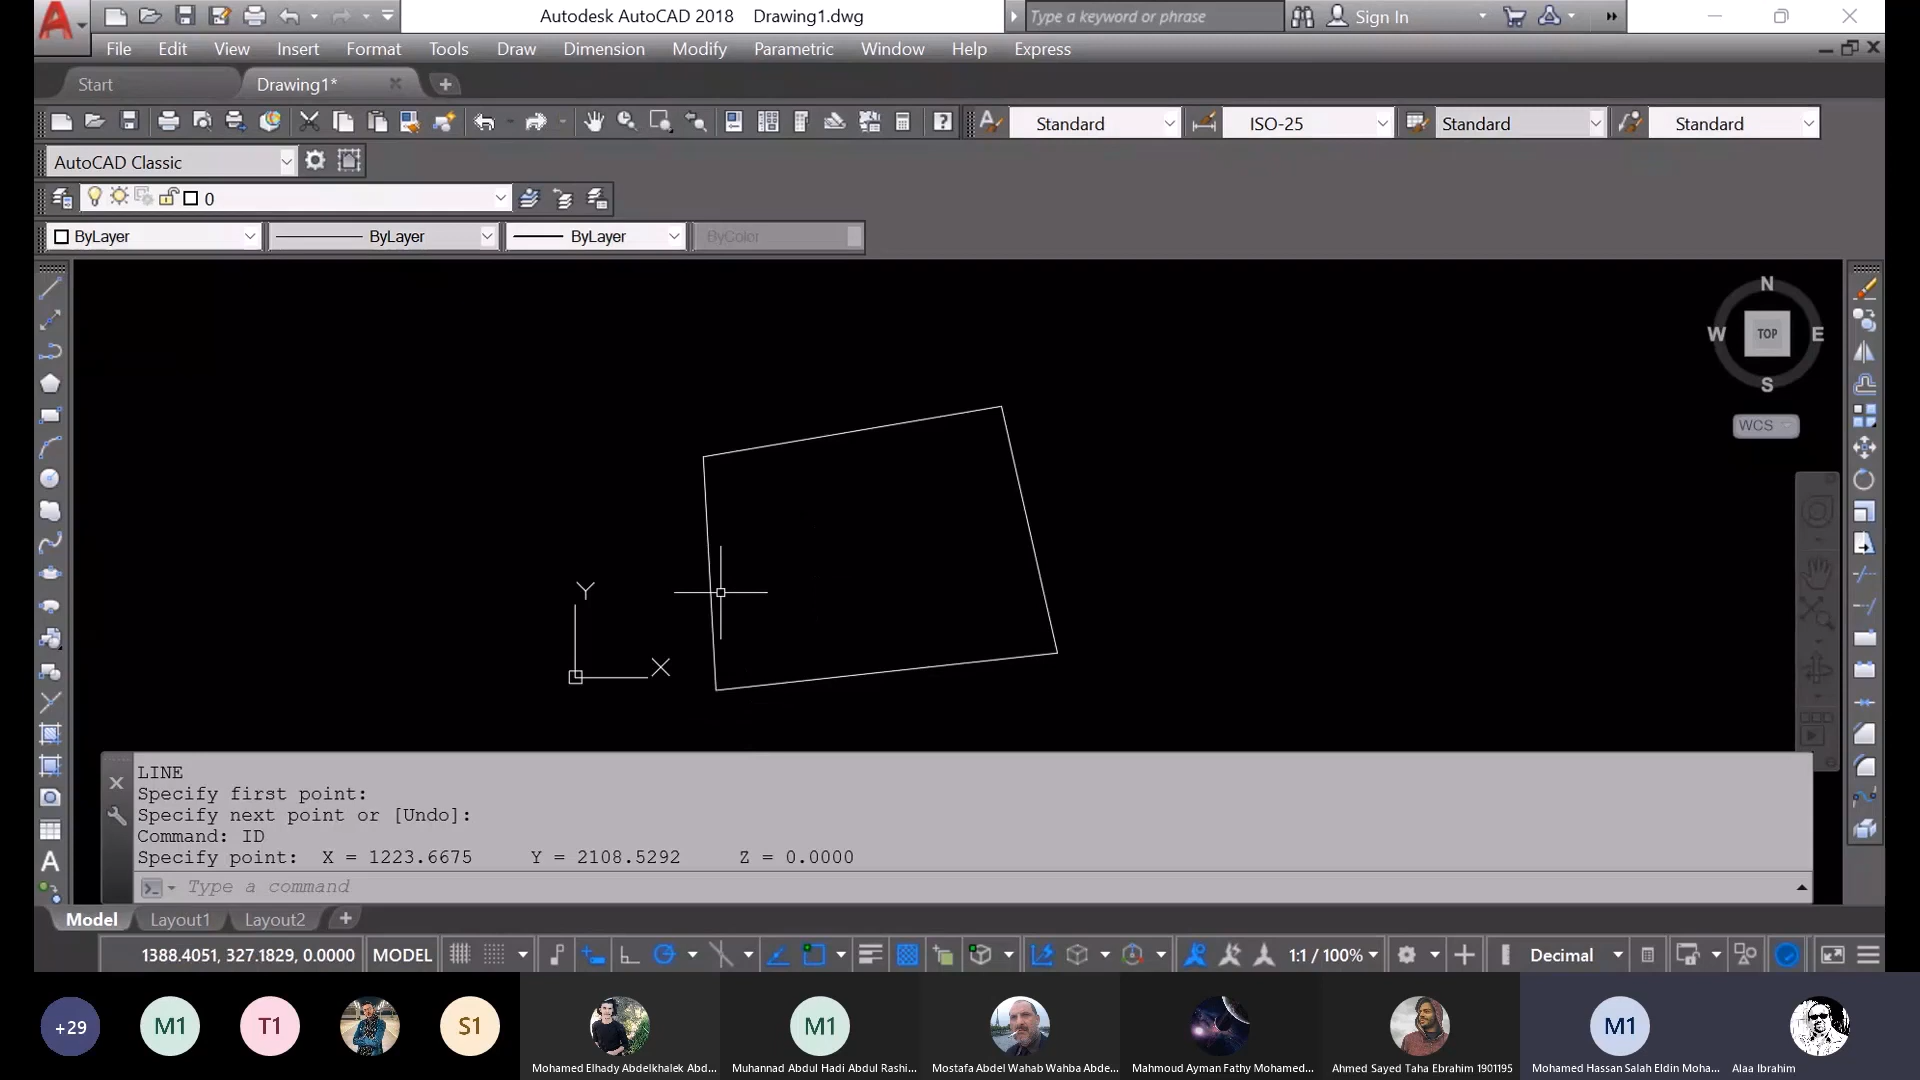 Autodesk AutoCAD 2018 Drawing1.dwg
Type a keyword or phrase
Sign In
File Edit View Insert Format Tools Draw Dimension Modify Parametric Window Help Express
Start Drawing1*
Standard ISO-25 Standard Standard
AutoCAD Classic
0
ByLayer ByLayer ByLayer ByColor
N
W TOP E
S
WCS
Y
X
LINE
Specify first point:
Specify next point or [Undo]:
Command: ID
Specify point: X = 1223.6675 Y = 2108.5292 Z = 0.0000
Type a command
Model Layout1 Layout2
1388.4051, 327.1829, 0.0000 MODEL 1:1 / 100% Decimal
+29 M1 T1 S1 M1 M1
Mohamed Elhady Abdelkhalek Abd... Muhannad Abdul Hadi Abdul Rashi... Mostafa Abdel Wahab Wahba Abde... Mahmoud Ayman Fathy Mohamed... Ahmed Sayed Taha Ebrahim 1901195 Mohamed Hassan Salah Eldin Moha... Alaa Ibrahim